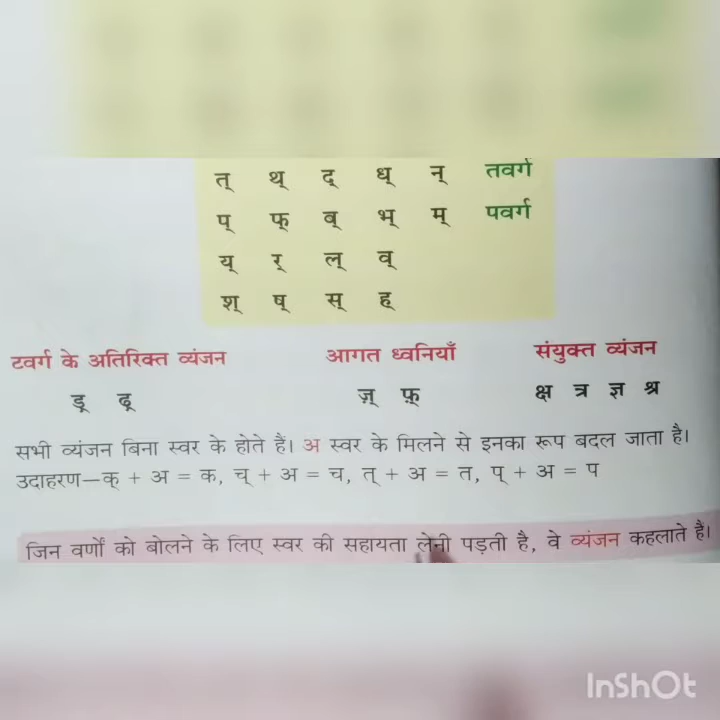 त् थ् द् ध् न् तवर्ग
प् फ् ब् भ् म् पवर्ग
य् र् ल् व्
श् ष् स् ह्
टवर्ग के अतिरिक्त व्यंजन आगत ध्वनियाँ संयुक्त व्यंजन
ड़् ढ़् ज़् फ़् क्ष त्र ज्ञ श्र
सभी व्यंजन बिना स्वर के होते हैं। अ स्वर के मिलने से इनका रूप बदल जाता है।
उदाहरण—क् + अ = क, च् + अ = च, त् + अ = त, प् + अ = प
जिन वर्णों को बोलने के लिए स्वर की सहायता लेनी पड़ती है, वे व्यंजन कहलाते हैं।
InShOt